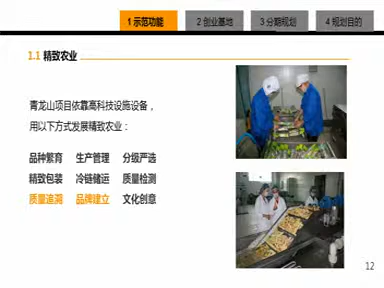 1 示范功能 2 创业基地 3 分期规划 4 规划目的
1.1 精致农业
青龙山项目依靠高科技设施设备，
用以下方式发展精致农业：
品种繁育 生产管理 分级严选
精致包装 冷链储运 质量检测
质量追溯 品牌建立 文化创意
12